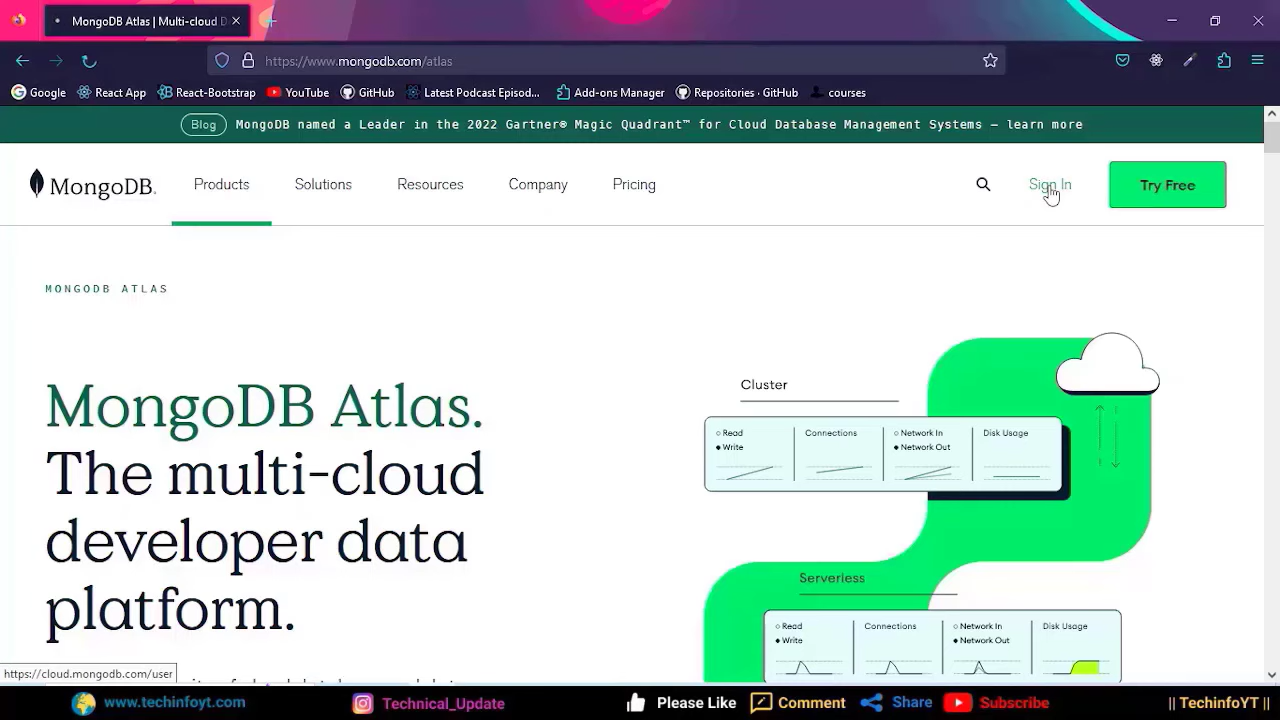 MongoDB Atlas | Multi-cloud D
https://www.mongodb.com/atlas
Google
React App
React-Bootstrap
YouTube
GitHub
Latest Podcast Episod...
Add-ons Manager
Repositories · GitHub
courses
Blog MongoDB named a Leader in the 2022 Gartner® Magic Quadrant™ for Cloud Database Management Systems – learn more
MongoDB.
Products
Solutions
Resources
Company
Pricing
Sign In
Try Free
MONGODB ATLAS
MongoDB Atlas.
The multi-cloud
developer data
platform.
Cluster
Read
Write
Connections
Network In
Network Out
Disk Usage
Serverless
Read
Write
Connections
Network In
Network Out
Disk Usage
https://cloud.mongodb.com/user
www.techinfoyt.com
Technical_Update
Please Like
Comment
Share
Subscribe
|| TechinfoYT ||